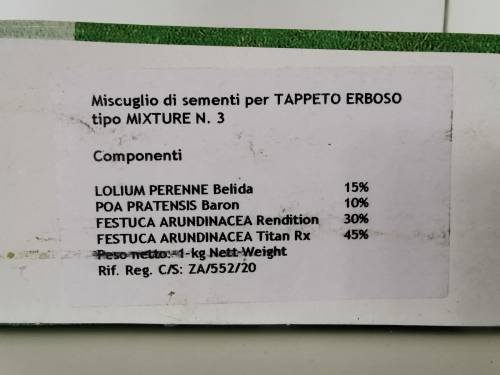 Miscuglio di sementi per TAPPETO ERBOSO
tipo MIXTURE N. 3
Componenti
LOLIUM PERENNE Belida 15%
POA PRATENSIS Baron 10%
FESTUCA ARUNDINACEA Rendition 30%
FESTUCA ARUNDINACEA Titan Rx 45%
Peso netto: 1 kg Nett Weight
Rif. Reg. C/S: ZA/552/20